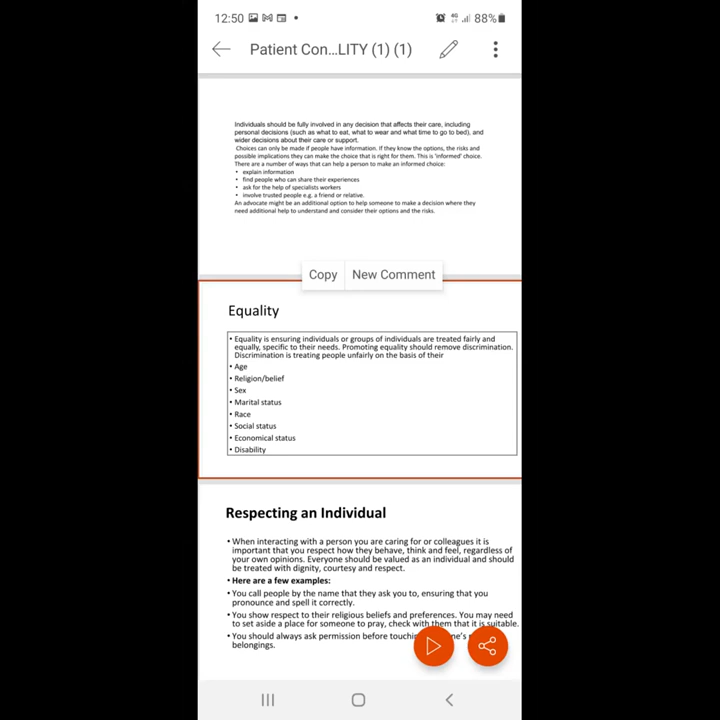 12:50
88%
Patient Con...LITY (1) (1)
Individuals should be fully involved in any decision that affects their care, including
personal decisions (such as what to eat, what to wear and what time to go to bed), and
wider decisions about their care or support.
Choices can only be made if people have information. If they know the options, the risks and
possible implications they can make the choice that is right for them. This is 'informed' choice.
There are a number of ways that can help a person to make an informed choice:
• explain information
• find people who can share their experiences
• ask for the help of specialists workers
• involve trusted people e.g. a friend or relative.
An advocate might be an additional option to help someone to make a decision where they
need additional help to understand and consider their options and the risks.
Copy New Comment
Equality
• Equality is ensuring individuals or groups of individuals are treated fairly and
equally, specific to their needs. Promoting equality should remove discrimination.
Discrimination is treating people unfairly on the basis of their
• Age
• Religion/belief
• Sex
• Marital status
• Race
• Social status
• Economical status
• Disability
Respecting an Individual
• When interacting with a person you are caring for or colleagues it is
important that you respect how they behave, think and feel, regardless of
your own opinions. Everyone should be valued as an individual and should
be treated with dignity, courtesy and respect.
• Here are a few examples:
• You call people by the name that they ask you to, ensuring that you
pronounce and spell it correctly.
• You show respect to their religious beliefs and preferences. You may need
to set aside a place for someone to pray, check with them that it is suitable.
• You should always ask permission before
belongings.